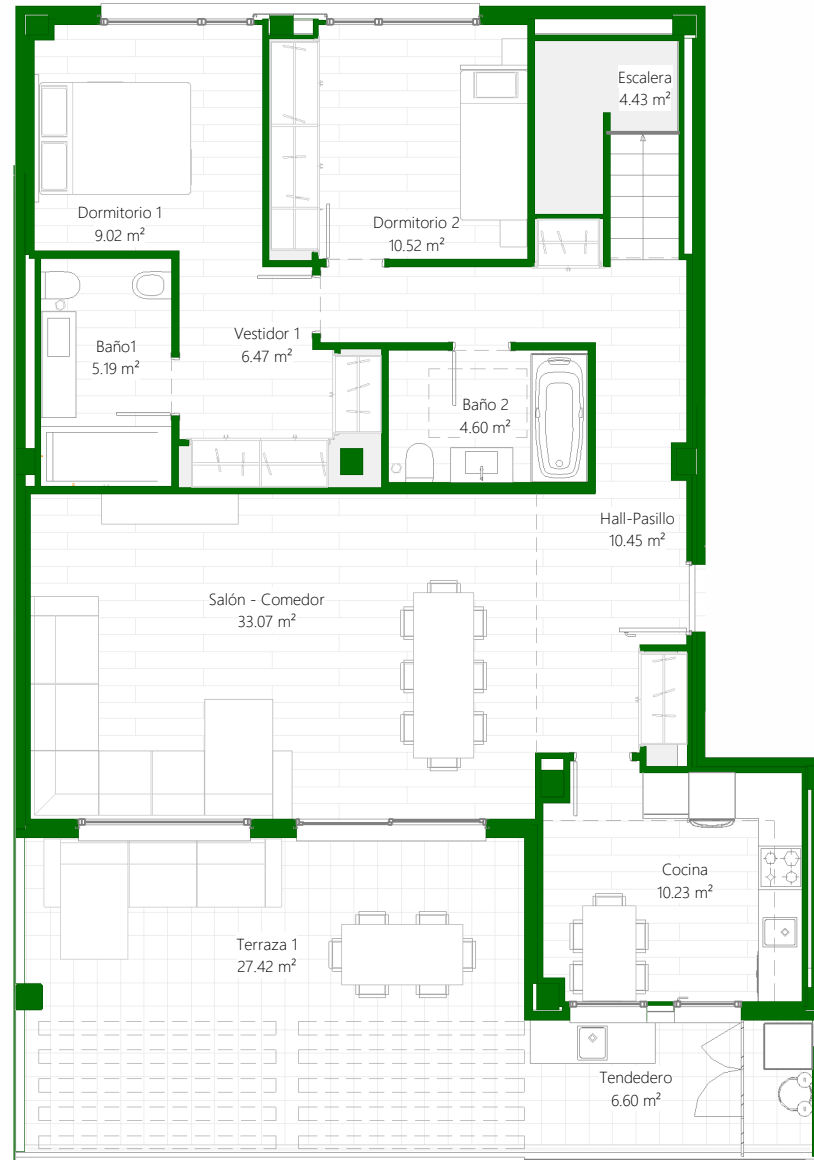 Escalera
4.43 m²
Dormitorio 1
9.02 m²
Dormitorio 2
10.52 m²
Baño1
5.19 m²
Vestidor 1
6.47 m²
Baño 2
4.60 m²
Hall-Pasillo
10.45 m²
Salón - Comedor
33.07 m²
Cocina
10.23 m²
Terraza 1
27.42 m²
Tendedero
6.60 m²